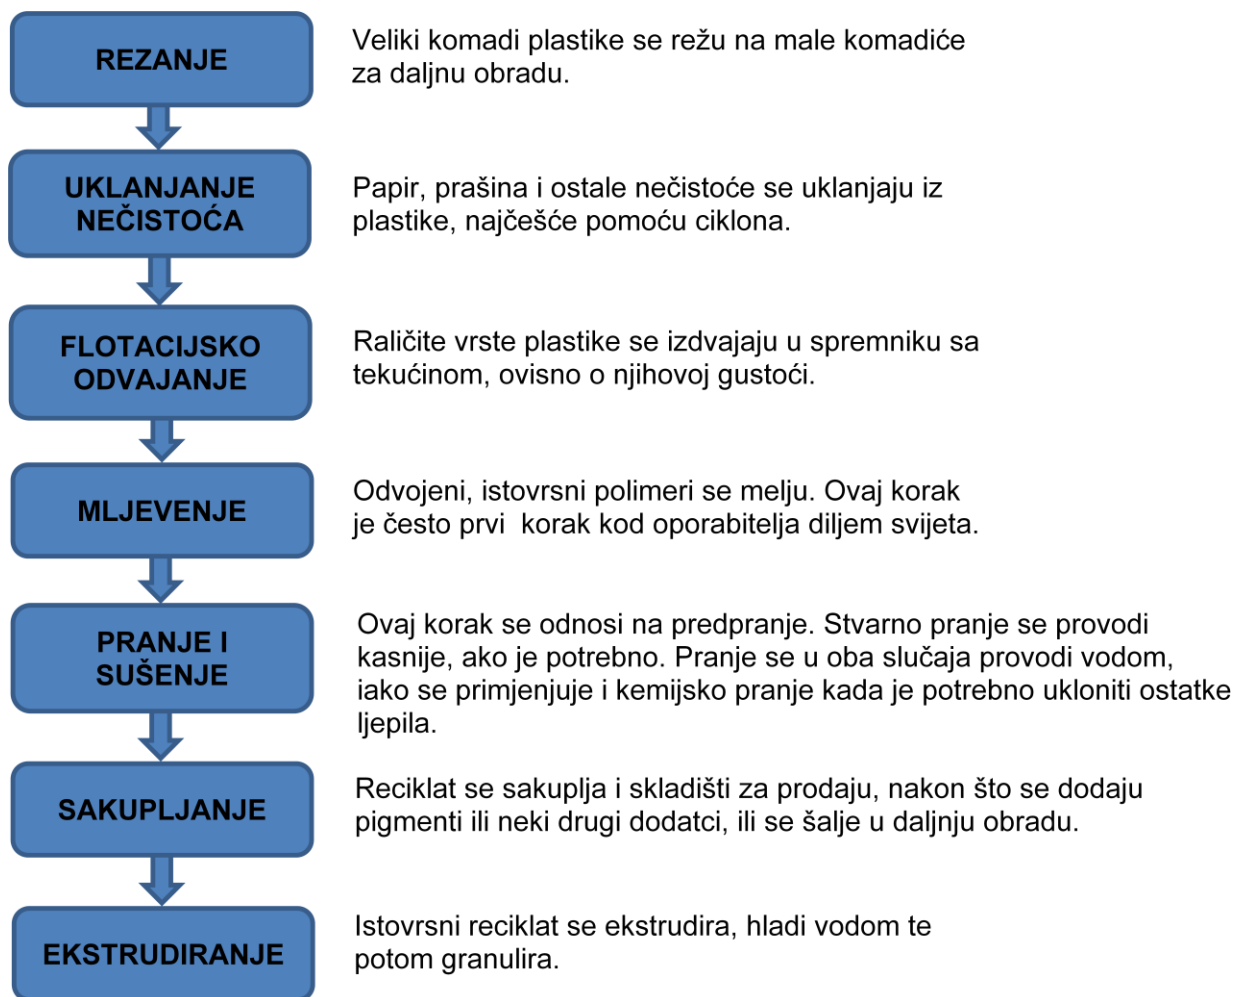 REZANJE
Veliki komadi plastike se režu na male komadiće
za daljnu obradu.
UKLANJANJE
NEČISTOĆA
Papir, prašina i ostale nečistoće se uklanjaju iz
plastike, najčešće pomoću ciklona.
FLOTACIJSKO
ODVAJANJE
Raličite vrste plastike se izdvajaju u spremniku sa
tekućinom, ovisno o njihovoj gustoći.
MLJEVENJE
Odvojeni, istovrsni polimeri se melju. Ovaj korak
je često prvi  korak kod oporabitelja diljem svijeta.
PRANJE I
SUŠENJE
Ovaj korak se odnosi na predpranje. Stvarno pranje se provodi
kasnije, ako je potrebno. Pranje se u oba slučaja provodi vodom,
iako se primjenjuje i kemijsko pranje kada je potrebno ukloniti ostatke
ljepila.
SAKUPLJANJE
Reciklat se sakuplja i skladišti za prodaju, nakon što se dodaju
pigmenti ili neki drugi dodatci, ili se šalje u daljnju obradu.
EKSTRUDIRANJE
Istovrsni reciklat se ekstrudira, hladi vodom te
potom granulira.